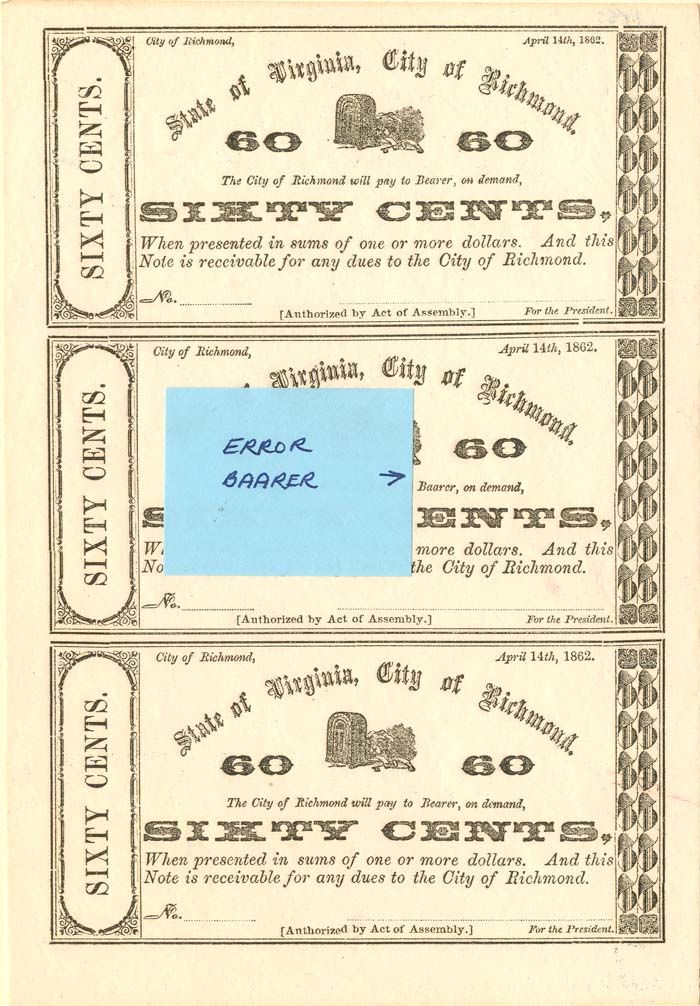 SIXTY CENTS.
City of Richmond, April 14th, 1862.
State of Virginia, City of Richmond.
60 60
The City of Richmond will pay to Bearer, on demand,
SIXTY CENTS.
When presented in sums of one or more dollars. And this
Note is receivable for any dues to the City of Richmond.
No.
[Authorized by Act of Assembly.] For the President.
SIXTY CENTS.
City of Richmond, April 14th, 1862.
Virginia, City of Richmond.
60
ERROR
BAARER →
Baarer, on demand,
S ENTS.
W more dollars. And this
No the City of Richmond.
No.
[Authorized by Act of Assembly.] For the President.
SIXTY CENTS.
City of Richmond, April 14th, 1862.
State of Virginia, City of Richmond.
60 60
The City of Richmond will pay to Bearer, on demand,
SIXTY CENTS.
When presented in sums of one or more dollars. And this
Note is receivable for any dues to the City of Richmond.
No.
[Authorized by Act of Assembly.] For the President.